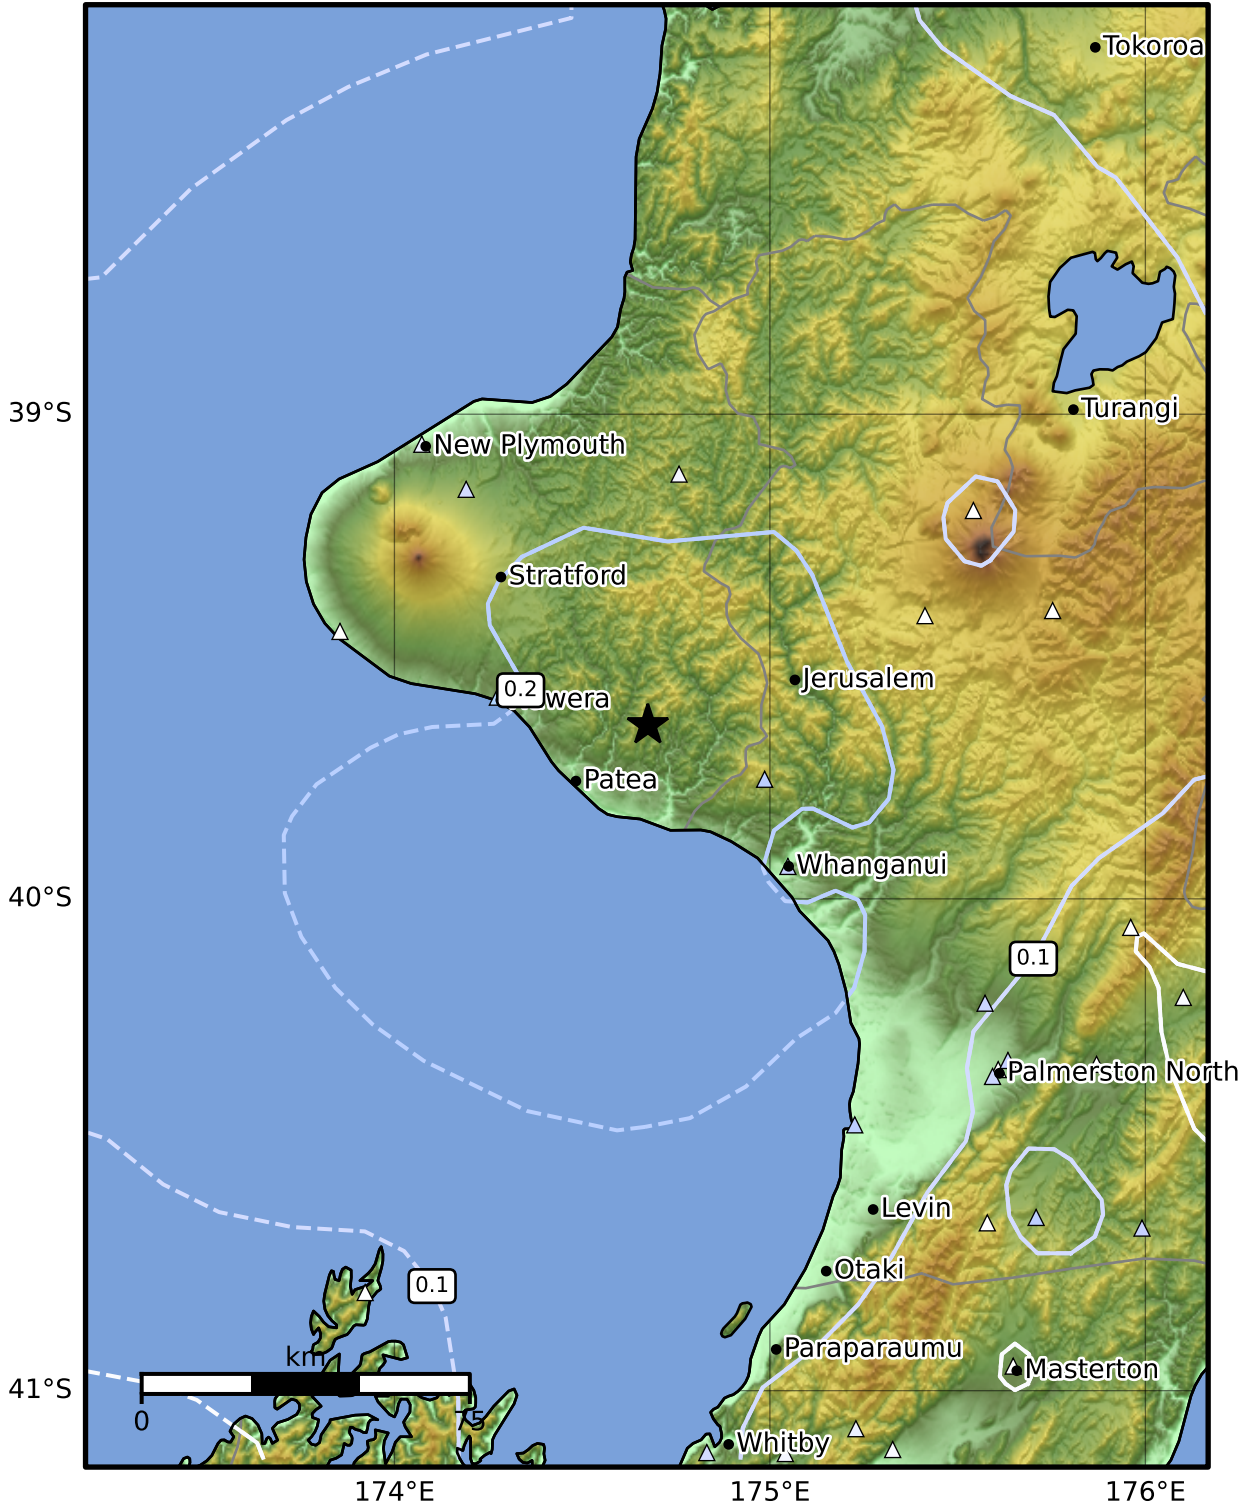 Tokoroa
39°S
Turangi
New Plymouth
Stratford
Jerusalem
0.2
wera
Patea
Whanganui
40°S
0.1
Palmerston North
Levin
Otaki
0.1
Paraparaumu
km
Masterton
41°S
0
75
Whitby
174°E
175°E
176°E